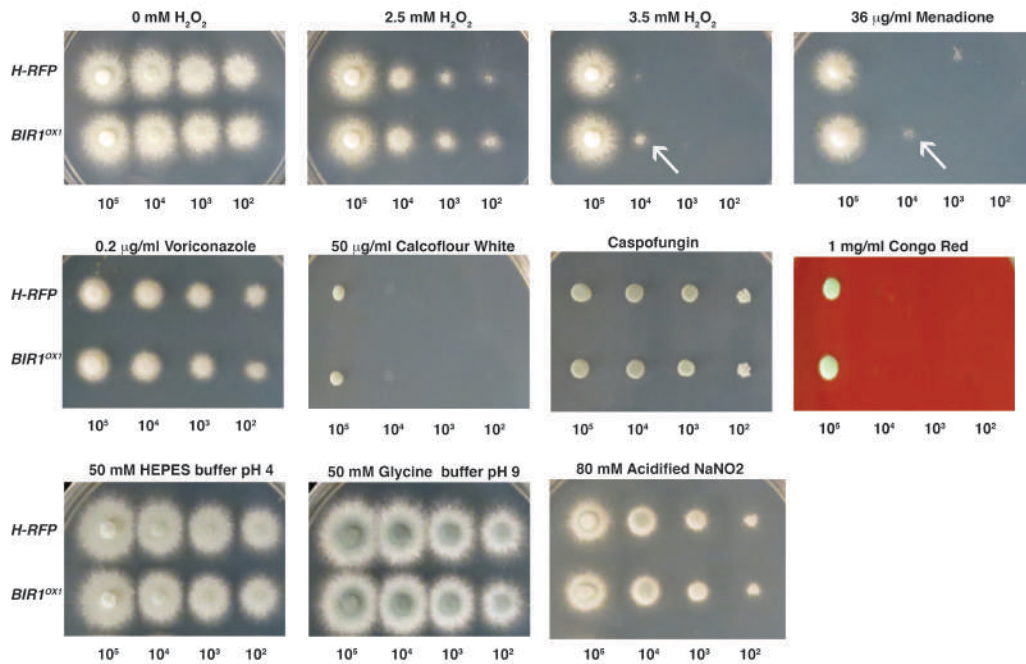 0 mM H₂O₂ 2.5 mM H₂O₂ 3.5 mM H₂O₂ 36 µg/ml Menadione
H-RFP
BIR1ᴼˣ¹
10⁵ 10⁴ 10³ 10² 10⁵ 10⁴ 10³ 10² 10⁵ 10⁴ 10³ 10² 10⁵ 10⁴ 10³ 10²
0.2 µg/ml Voriconazole 50 µg/ml Calcoflour White Caspofungin 1 mg/ml Congo Red
H-RFP
BIR1ᴼˣ¹
10⁵ 10⁴ 10³ 10² 10⁵ 10⁴ 10³ 10² 10⁵ 10⁴ 10³ 10² 10⁵ 10⁴ 10³ 10²
50 mM HEPES buffer pH 4 50 mM Glycine buffer pH 9 80 mM Acidified NaNO2
H-RFP
BIR1ᴼˣ¹
10⁵ 10⁴ 10³ 10² 10⁵ 10⁴ 10³ 10² 10⁵ 10⁴ 10³ 10²